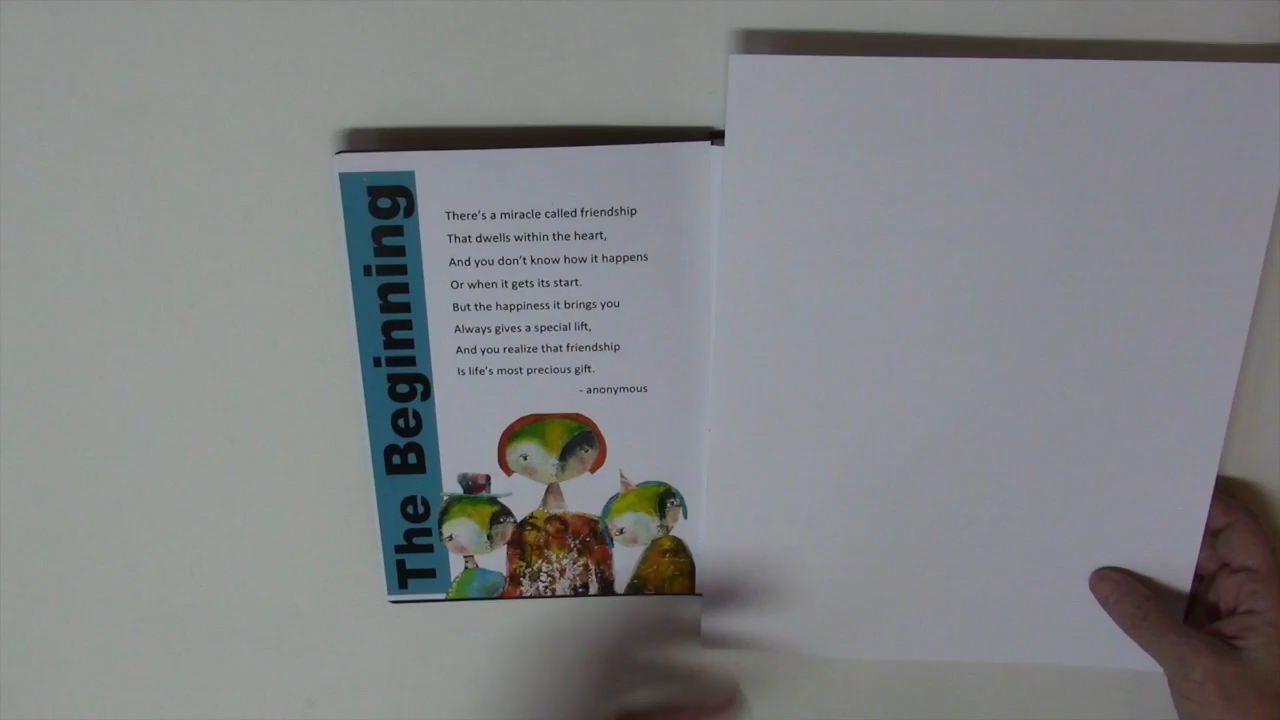 The Beginning
There's a miracle called friendship
That dwells within the heart,
And you don't know how it happens
Or when it gets its start.
But the happiness it brings you
Always gives a special lift,
And you realize that friendship
Is life's most precious gift.
- anonymous